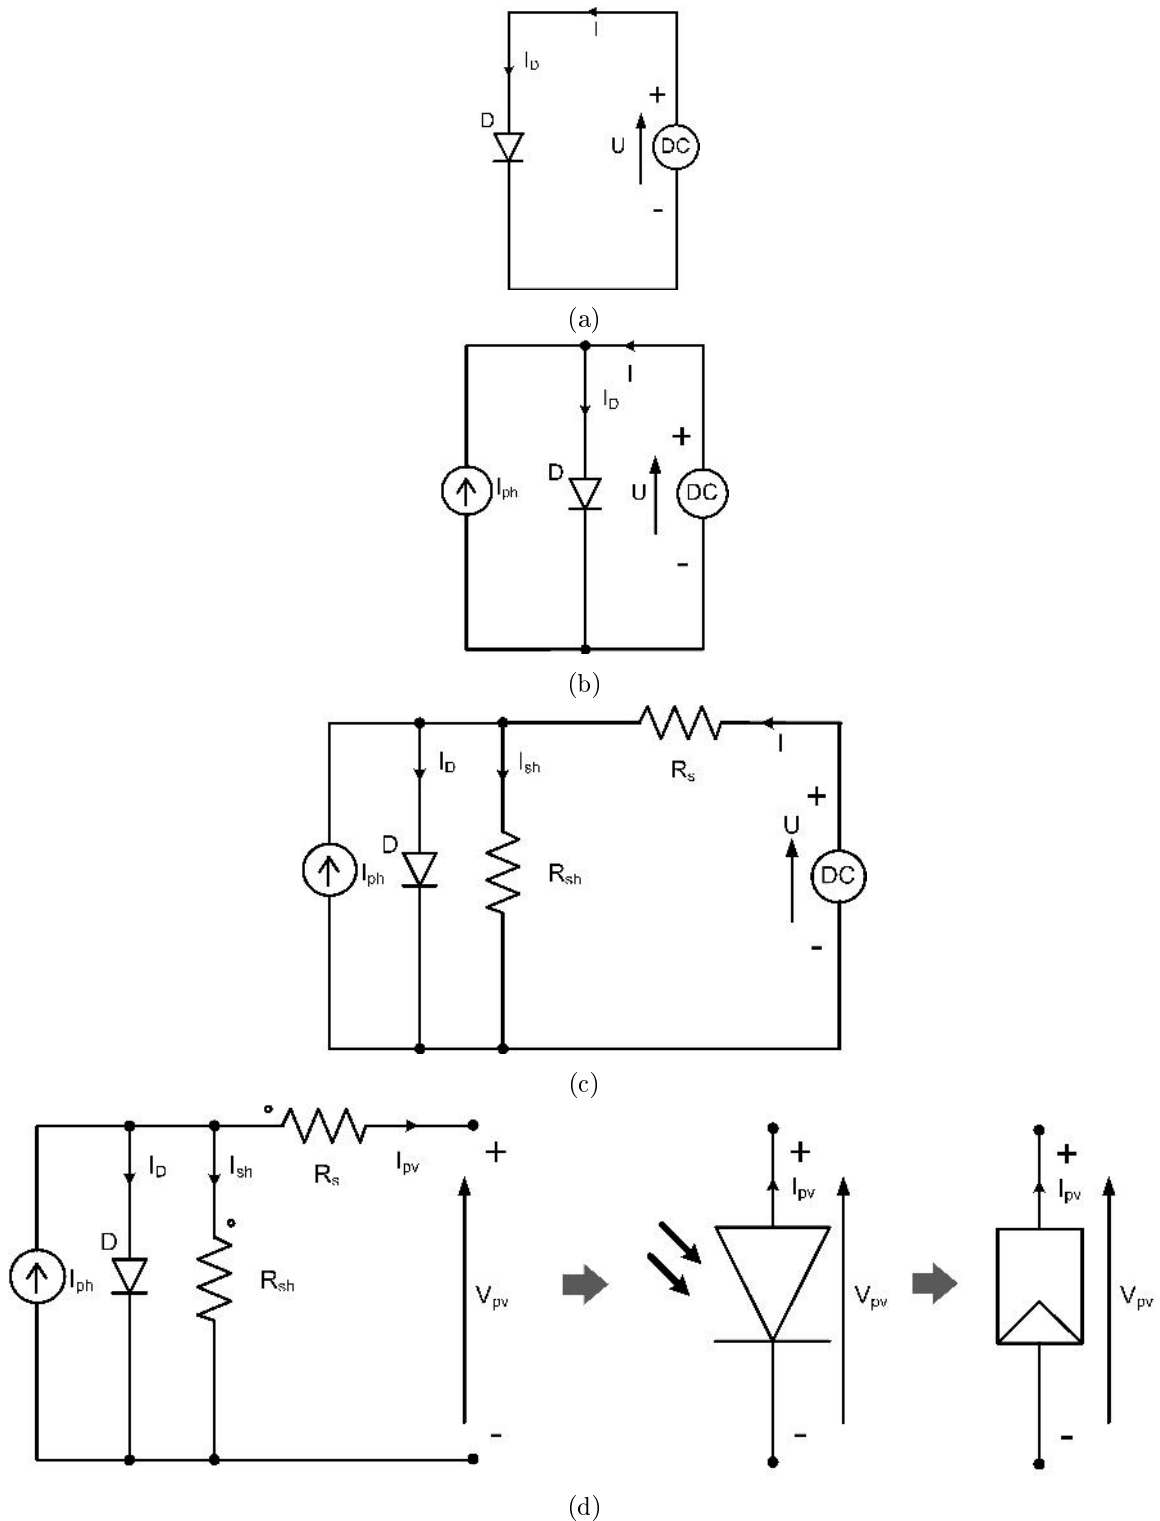 I
I_D
D
+
U
DC
-
(a)
I
I_D
+
D
I_ph
U
DC
-
(b)
I_D
I_sh
R_s
I
+
U
D
I_ph
R_sh
DC
-
(c)
I_D
I_sh
R_s
I_pv
+
D
I_ph
R_sh
V_pv
-
+
I_pv
V_pv
-
+
I_pv
V_pv
-
(d)